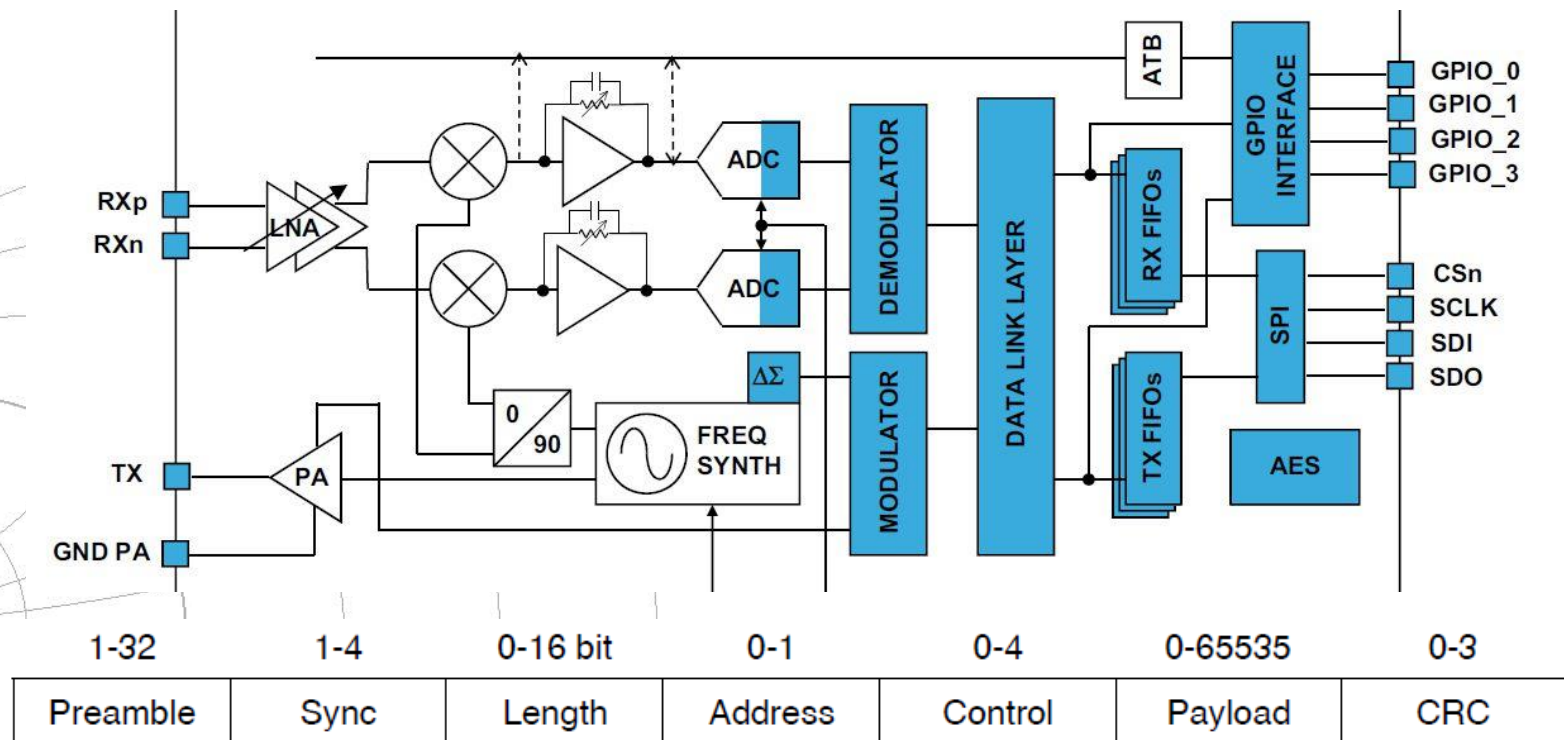 ATB
GPIO INTERFACE
GPIO_0
GPIO_1
GPIO_2
GPIO_3
RXp
RXn
LNA
ADC
ADC
DEMODULATOR
DATA LINK LAYER
RX FIFOs
SPI
CSn
SCLK
SDI
SDO
ΔΣ
0
90
FREQ
SYNTH
MODULATOR
TX FIFOs
AES
TX
PA
GND PA
1-32 1-4 0-16 bit 0-1 0-4 0-65535 0-3
Preamble Sync Length Address Control Payload CRC